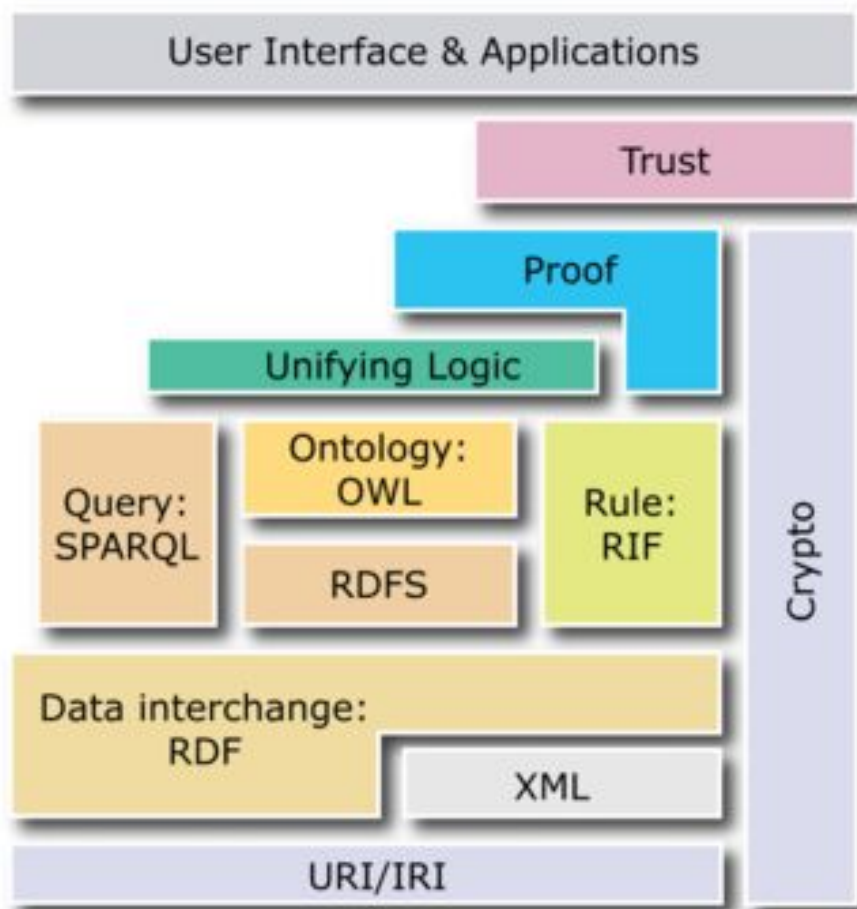 User Interface & Applications
Trust
Proof
Unifying Logic
Ontology:
OWL
Query:
SPARQL
Rule:
RIF
RDFS
Crypto
Data interchange:
RDF
XML
URI/IRI